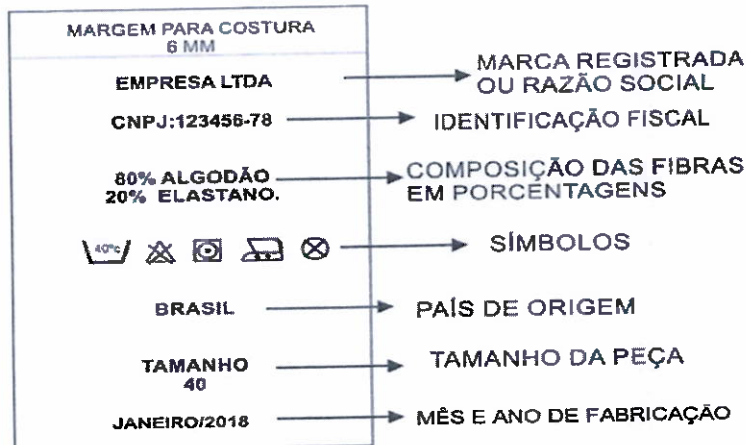 MARGEM PARA COSTURA
6 MM
EMPRESA LTDA
MARCA REGISTRADA
OU RAZÃO SOCIAL
CNPJ:123456-78
IDENTIFICAÇÃO FISCAL
80% ALGODÃO
20% ELASTANO.
COMPOSIÇÃO DAS FIBRAS
EM PORCENTAGENS
40ºc
SÍMBOLOS
BRASIL
PAÍS DE ORIGEM
TAMANHO
40
TAMANHO DA PEÇA
JANEIRO/2018
MÊS E ANO DE FABRICAÇÃO